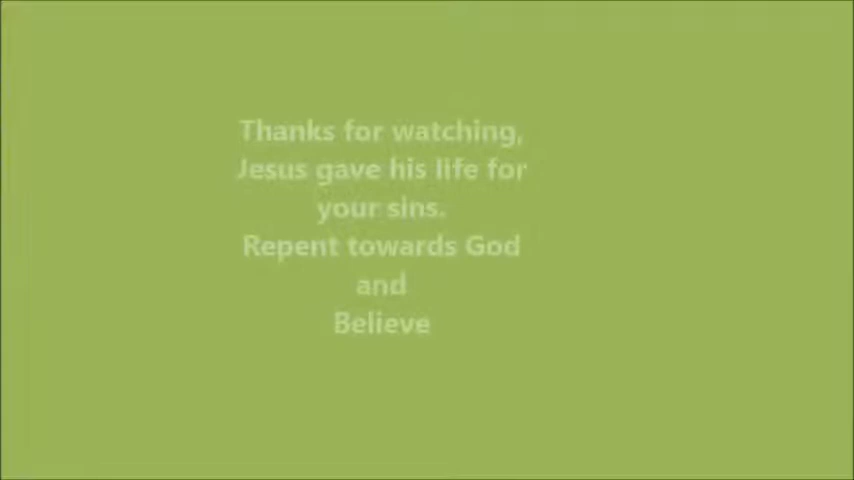 Thanks for watching,
Jesus gave his life for
your sins.
Repent towards God
and
Believe